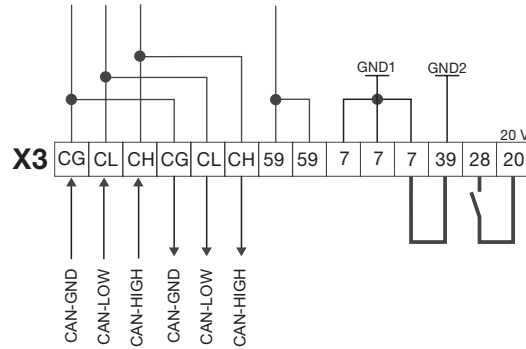 GND1 GND2
20 V
X3 CG CL CH CG CL CH 59 59 7 7 7 39 28 20
CAN-GND
CAN-LOW
CAN-HIGH
CAN-GND
CAN-LOW
CAN-HIGH